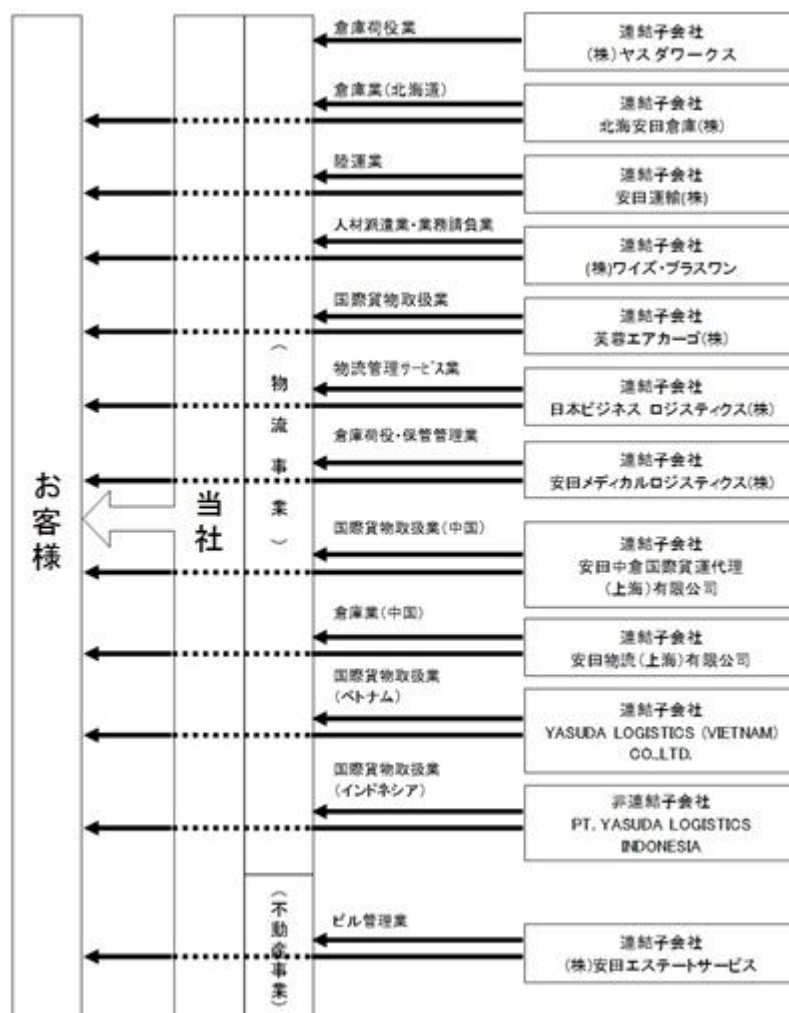 お客様
当社
(物流事業)
(不動産事業)
倉庫荷役業
連結子会社
(株)ヤスダワークス
倉庫業(北海道)
連結子会社
北海安田倉庫(株)
陸運業
連結子会社
安田運輸(株)
人材派遣業・業務請負業
連結子会社
(株)ワイズ・プラスワン
国際貨物取扱業
連結子会社
芙蓉エアカーゴ(株)
物流管理サービス業
連結子会社
日本ビジネス ロジスティクス(株)
倉庫荷役・保管管理業
連結子会社
安田メディカルロジスティクス(株)
国際貨物取扱業(中国)
連結子会社
安田中倉国際貨運代理
(上海)有限公司
倉庫業(中国)
連結子会社
安田物流(上海)有限公司
国際貨物取扱業
(ベトナム)
連結子会社
YASUDA LOGISTICS (VIETNAM)
CO.,LTD.
国際貨物取扱業
(インドネシア)
非連結子会社
PT. YASUDA LOGISTICS
INDONESIA
ビル管理業
連結子会社
(株)安田エステートサービス